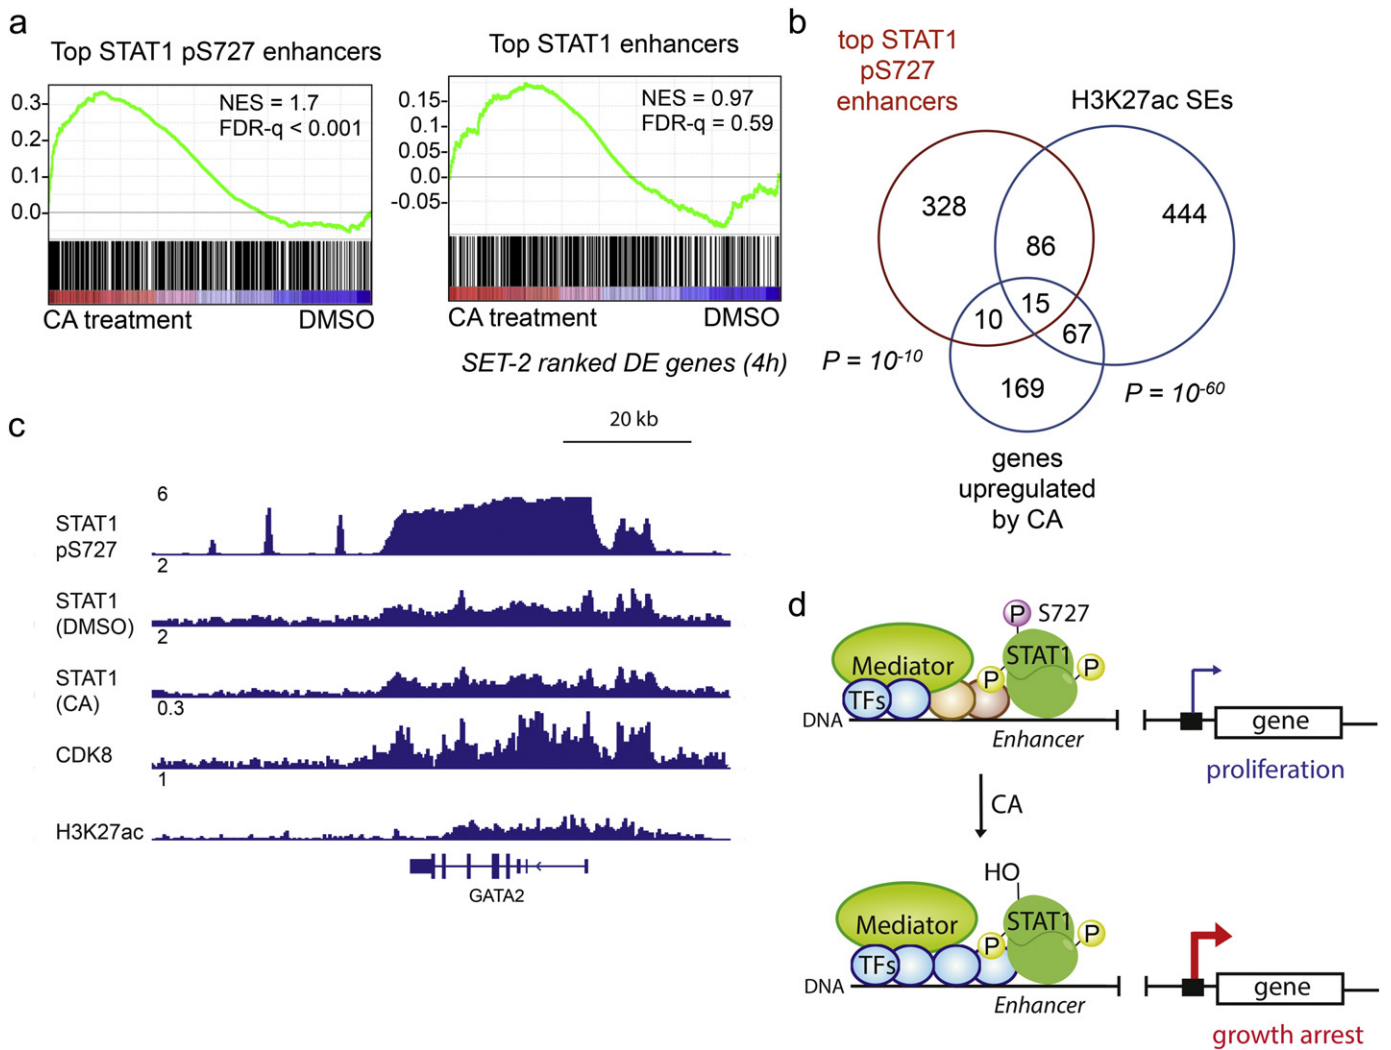 a
Top STAT1 pS727 enhancers
0.3
0.2
0.1
0.0
NES = 1.7
FDR-q < 0.001
CA treatment
DMSO
Top STAT1 enhancers
0.15
0.1
0.05
0.0
-0.05
NES = 0.97
FDR-q = 0.59
CA treatment
DMSO
SET-2 ranked DE genes (4h)
b
top STAT1
pS727
enhancers
H3K27ac SEs
328
444
86
15
10
67
169
P = 10-10
P = 10-60
genes
upregulated
by CA
c
20 kb
6
STAT1
pS727
2
STAT1
(DMSO)
2
STAT1
(CA)
0.3
CDK8
1
H3K27ac
GATA2
d
P S727
Mediator
STAT1
P
P
TFs
DNA
Enhancer
gene
proliferation
CA
HO
Mediator
STAT1
P
P
TFs
DNA
Enhancer
gene
growth arrest